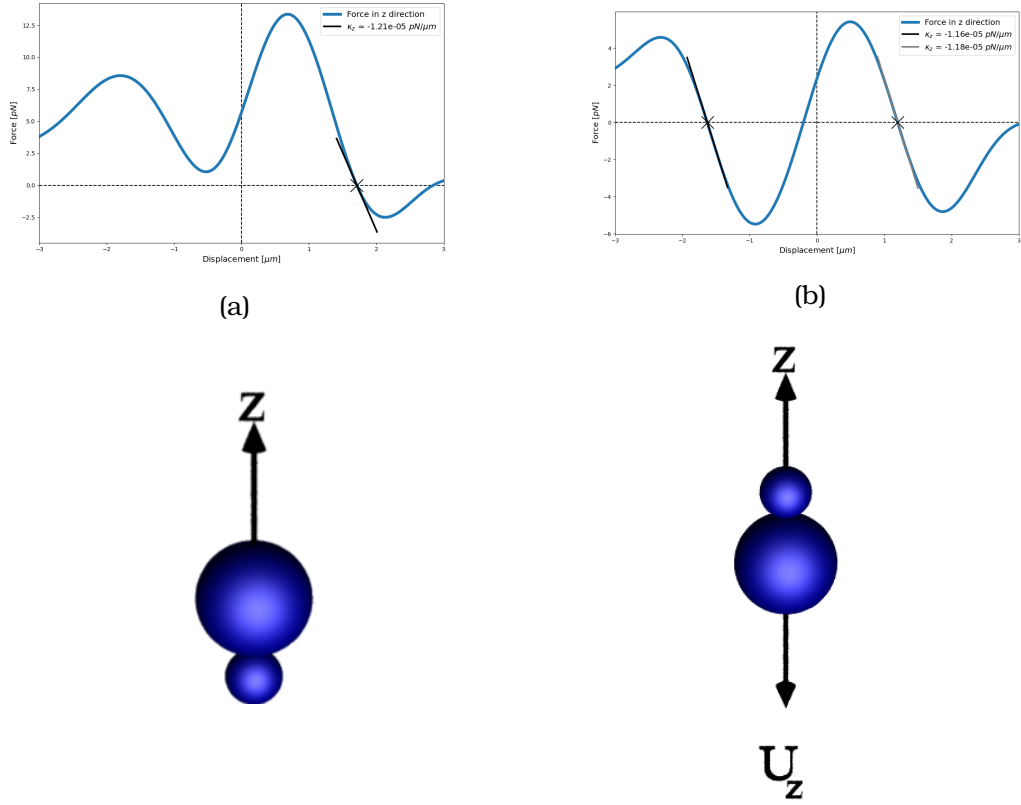 Force in z direction
κz = -1.21e-05 pN/μm
12.5
10.0
7.5
5.0
2.5
0.0
−2.5
Force [pN]
−3 −2 −1 0 1 2 3
Displacement [μm]
(a)
Force in z direction
κz = -1.16e-05 pN/μm
κz = -1.18e-05 pN/μm
4
2
0
−2
−4
−6
Force [pN]
−3 −2 −1 0 1 2 3
Displacement [μm]
(b)
z
z
Uz